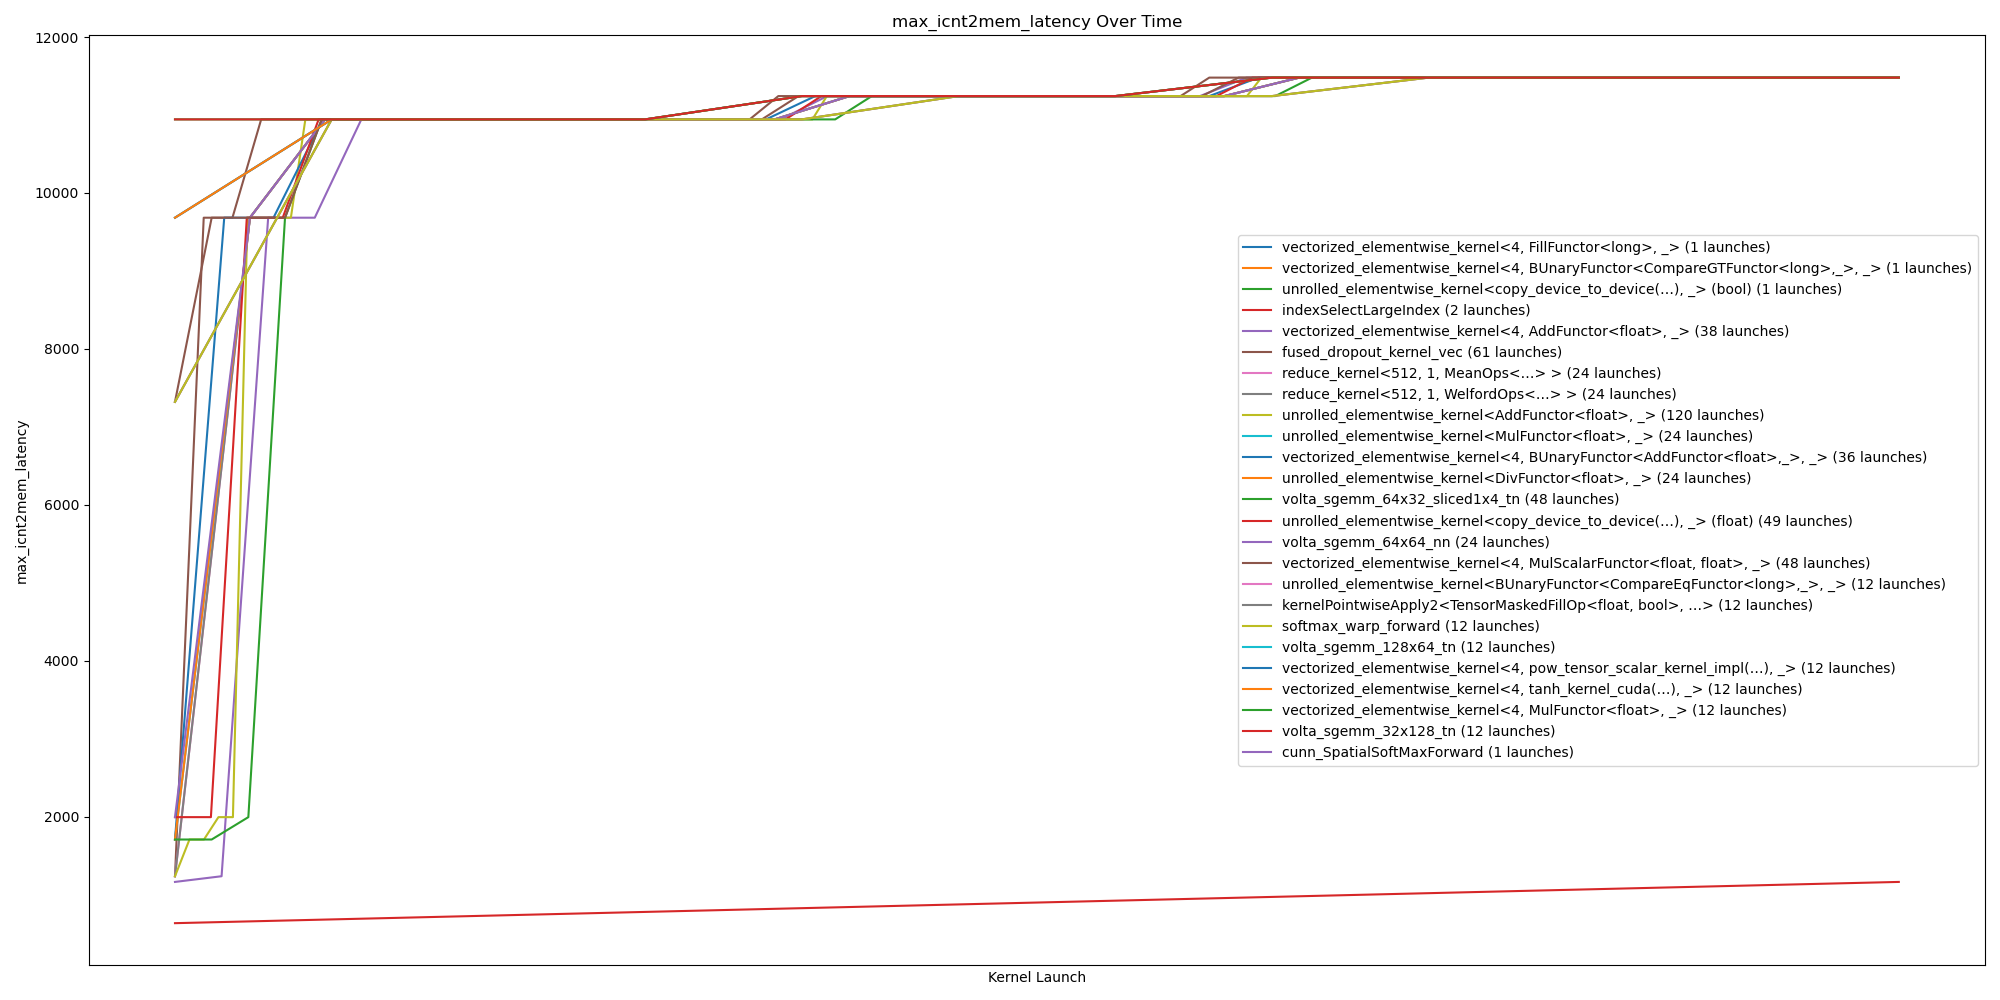 max_icnt2mem_latency Over Time
12000
10000
8000
6000
4000
2000
max_icnt2mem_latency
Kernel Launch
vectorized_elementwise_kernel<4, FillFunctor<long>, _> (1 launches)
vectorized_elementwise_kernel<4, BUnaryFunctor<CompareGTFunctor<long>,_>, _> (1 launches)
unrolled_elementwise_kernel<copy_device_to_device(...), _> (bool) (1 launches)
indexSelectLargeIndex (2 launches)
vectorized_elementwise_kernel<4, AddFunctor<float>, _> (38 launches)
fused_dropout_kernel_vec (61 launches)
reduce_kernel<512, 1, MeanOps<...> > (24 launches)
reduce_kernel<512, 1, WelfordOps<...> > (24 launches)
unrolled_elementwise_kernel<AddFunctor<float>, _> (120 launches)
unrolled_elementwise_kernel<MulFunctor<float>, _> (24 launches)
vectorized_elementwise_kernel<4, BUnaryFunctor<AddFunctor<float>,_>, _> (36 launches)
unrolled_elementwise_kernel<DivFunctor<float>, _> (24 launches)
volta_sgemm_64x32_sliced1x4_tn (48 launches)
unrolled_elementwise_kernel<copy_device_to_device(...), _> (float) (49 launches)
volta_sgemm_64x64_nn (24 launches)
vectorized_elementwise_kernel<4, MulScalarFunctor<float, float>, _> (48 launches)
unrolled_elementwise_kernel<BUnaryFunctor<CompareEqFunctor<long>,_>, _> (12 launches)
kernelPointwiseApply2<TensorMaskedFillOp<float, bool>, ...> (12 launches)
softmax_warp_forward (12 launches)
volta_sgemm_128x64_tn (12 launches)
vectorized_elementwise_kernel<4, pow_tensor_scalar_kernel_impl(...), _> (12 launches)
vectorized_elementwise_kernel<4, tanh_kernel_cuda(...), _> (12 launches)
vectorized_elementwise_kernel<4, MulFunctor<float>, _> (12 launches)
volta_sgemm_32x128_tn (12 launches)
cunn_SpatialSoftMaxForward (1 launches)